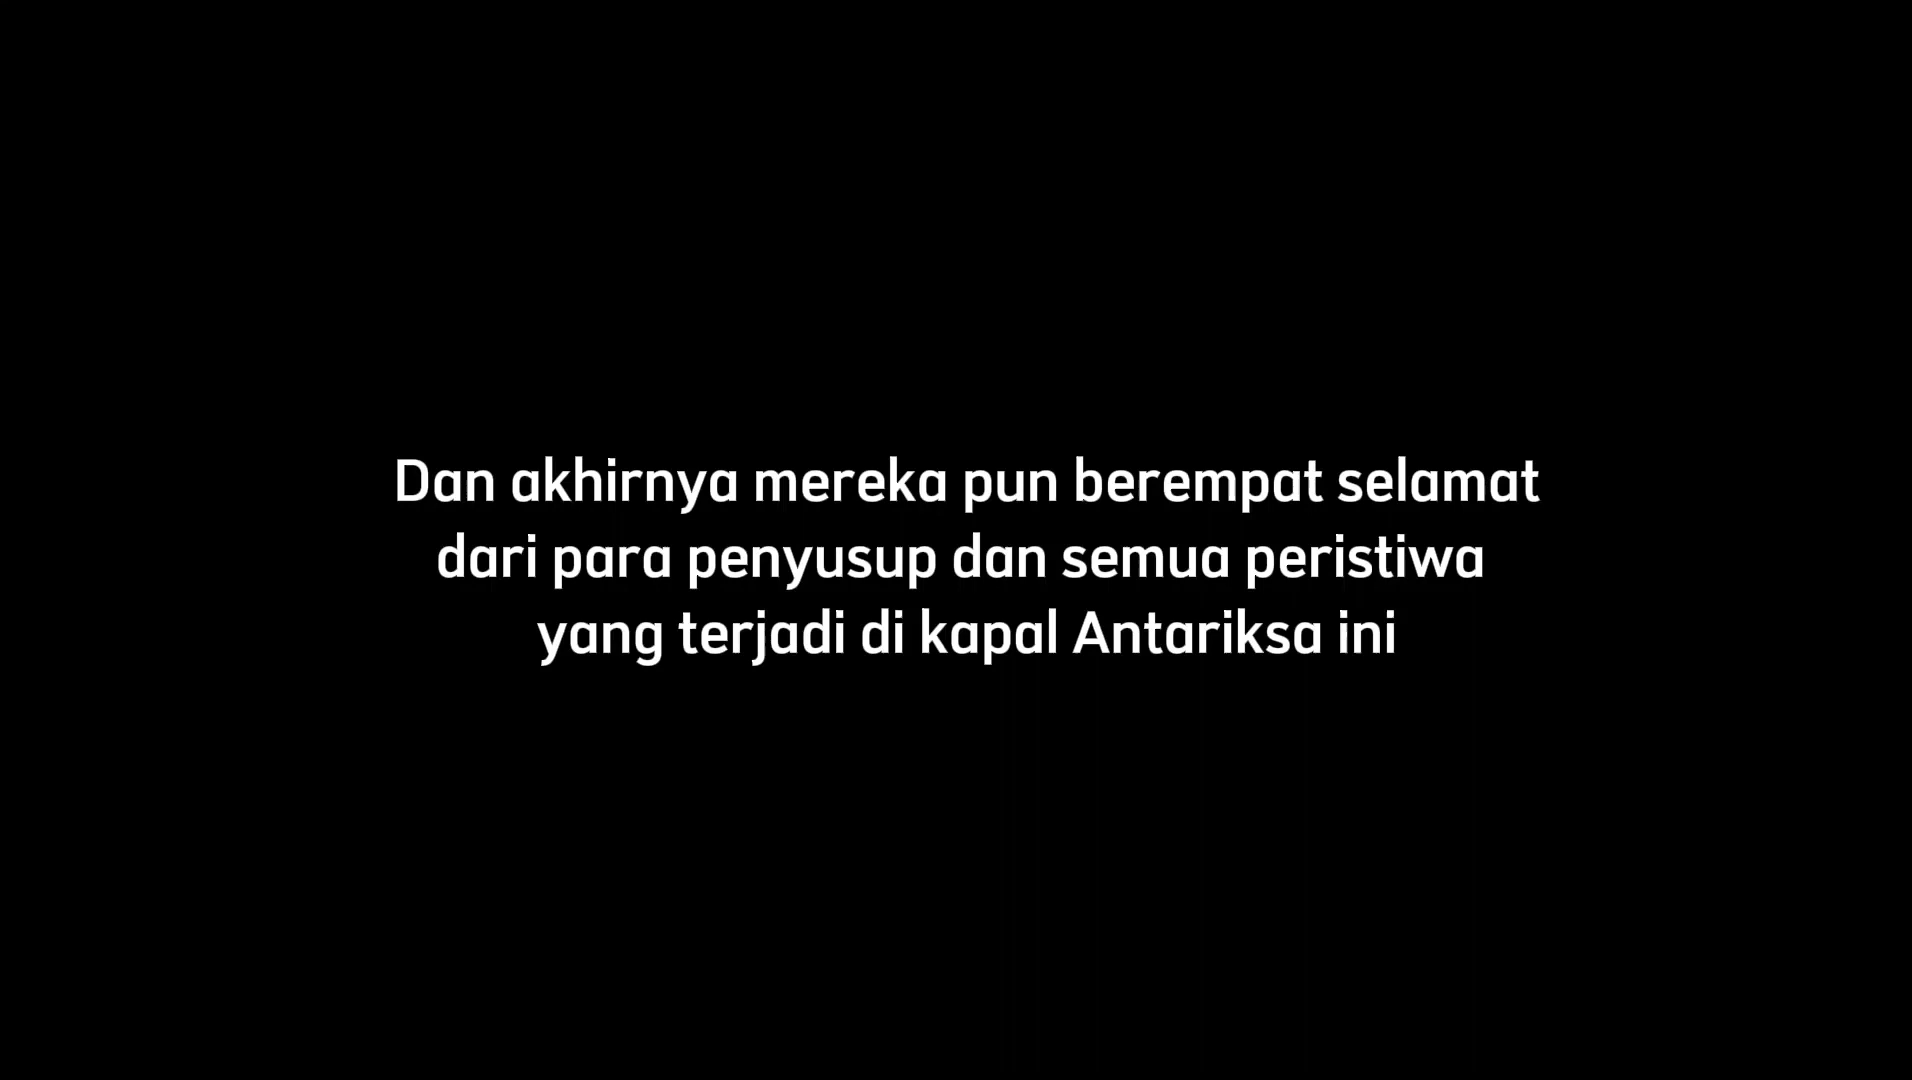 Dan akhirnya mereka pun berempat selamat
dari para penyusup dan semua peristiwa
yang terjadi di kapal Antariksa ini